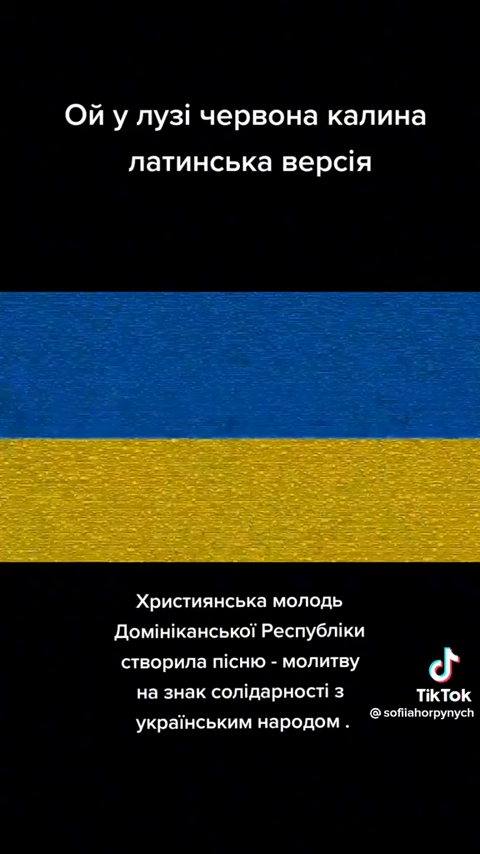 Ой у лузі червона калина
латинська версія
Християнська молодь
Домініканської Республіки
створила пісню - молитву
на знак солідарності з
українським народом .
TikTok
@sofiiahorpynych